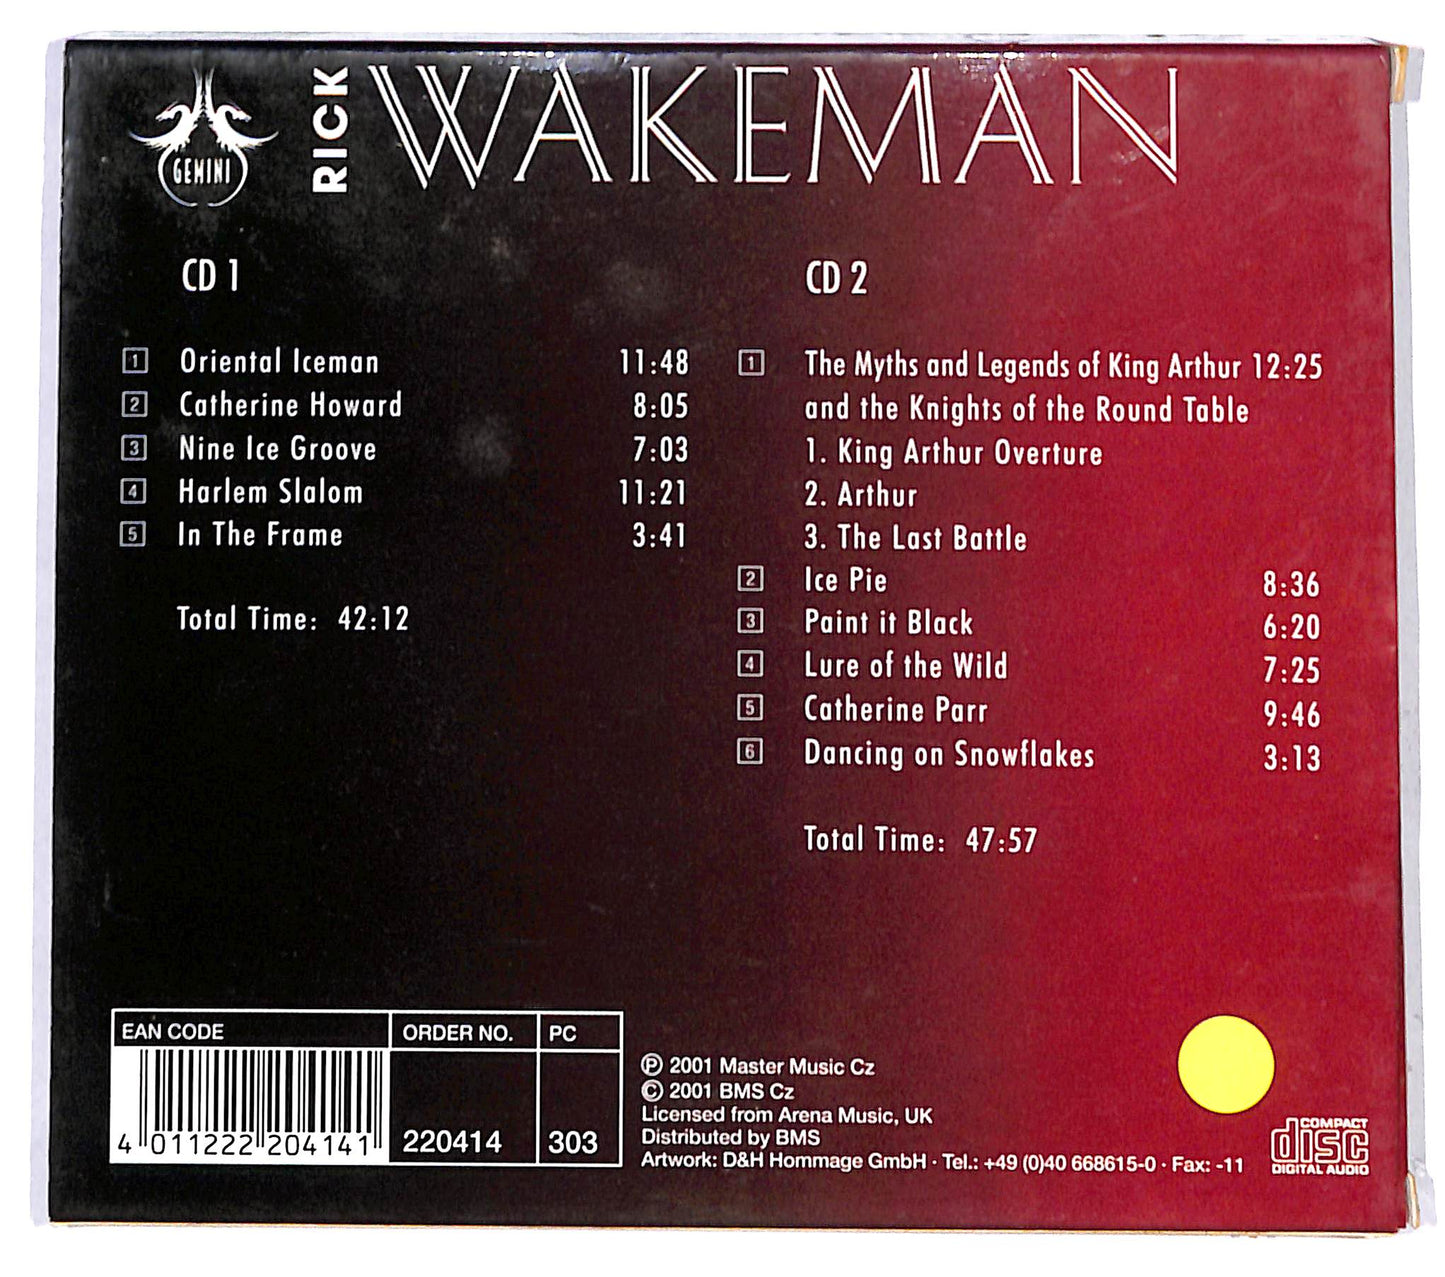 GEMINI
RICK WAKEMAN
CD 1
1 Oriental Iceman 11:48
2 Catherine Howard 8:05
3 Nine Ice Groove 7:03
4 Harlem Slalom 11:21
5 In The Frame 3:41
Total Time: 42:12
CD 2
1 The Myths and Legends of King Arthur 12:25
and the Knights of the Round Table
1. King Arthur Overture
2. Arthur
3. The Last Battle
2 Ice Pie 8:36
3 Paint it Black 6:20
4 Lure of the Wild 7:25
5 Catherine Parr 9:46
6 Dancing on Snowflakes 3:13
Total Time: 47:57
EAN CODE ORDER NO. PC
4 011222 204141 220414 303
℗ 2001 Master Music Cz
© 2001 BMS Cz
Licensed from Arena Music, UK
Distributed by BMS
Artwork: D&H Hommage GmbH · Tel.: +49 (0)40 668615-0 · Fax: -11
COMPACT
disc
DIGITAL AUDIO